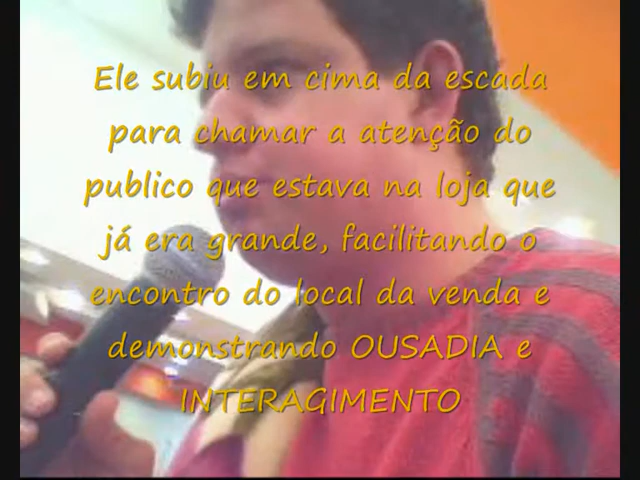 Ele subiu em cima da escada
para chamar a atenção do
publico que estava na loja que
já era grande, facilitando o
encontro do local da venda e
demonstrando OUSADIA e
INTERAGIMENTO